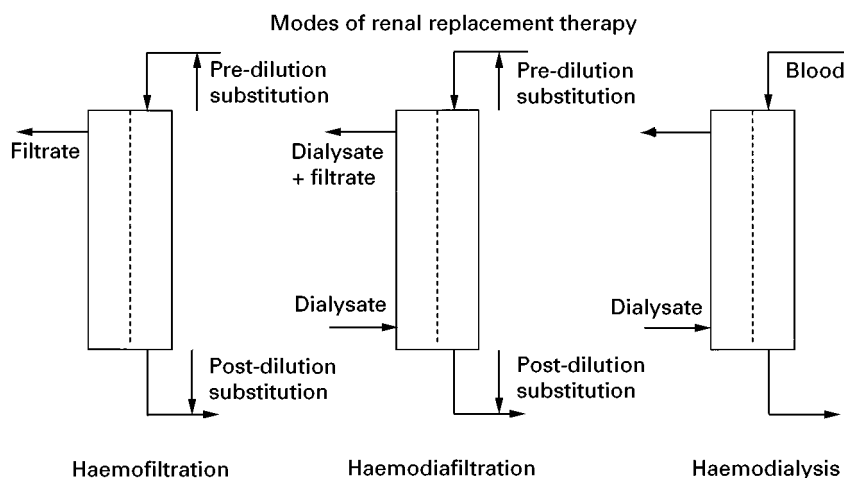 Modes of renal replacement therapy
Pre-dilution
substitution
Filtrate
Post-dilution
substitution
Haemofiltration
Pre-dilution
substitution
Dialysate
+ filtrate
Dialysate
Post-dilution
substitution
Haemodiafiltration
Blood
Dialysate
Haemodialysis